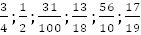 3/4 ; 1/2 ; 31/100 ; 13/18 ; 56/10 ; 17/19